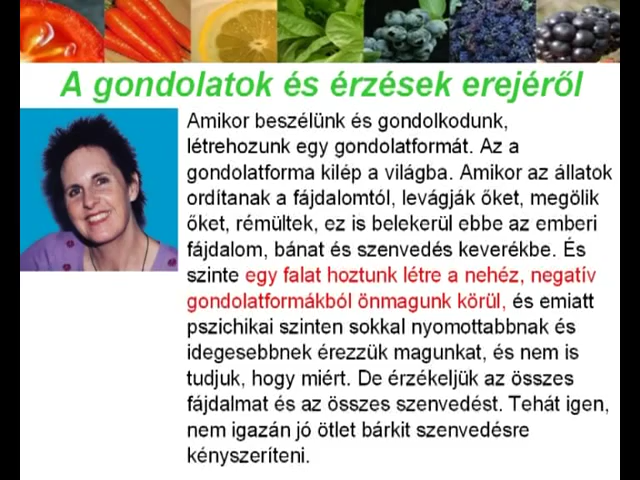 A gondolatok és érzések erejéről
Amikor beszélünk és gondolkodunk,
létrehozunk egy gondolatformát. Az a
gondolatforma kilép a világba. Amikor az állatok
ordítanak a fájdalomtól, levágják őket, megölik
őket, rémültek, ez is belekerül ebbe az emberi
fájdalom, bánat és szenvedés keverékbe. És
szinte egy falat hoztunk létre a nehéz, negatív
gondolatformákból önmagunk körül, és emiatt
pszichikai szinten sokkal nyomottabbnak és
idegesebbnek érezzük magunkat, és nem is
tudjuk, hogy miért. De érzékeljük az összes
fájdalmat és az összes szenvedést. Tehát igen,
nem igazán jó ötlet bárkit szenvedésre
kényszeríteni.